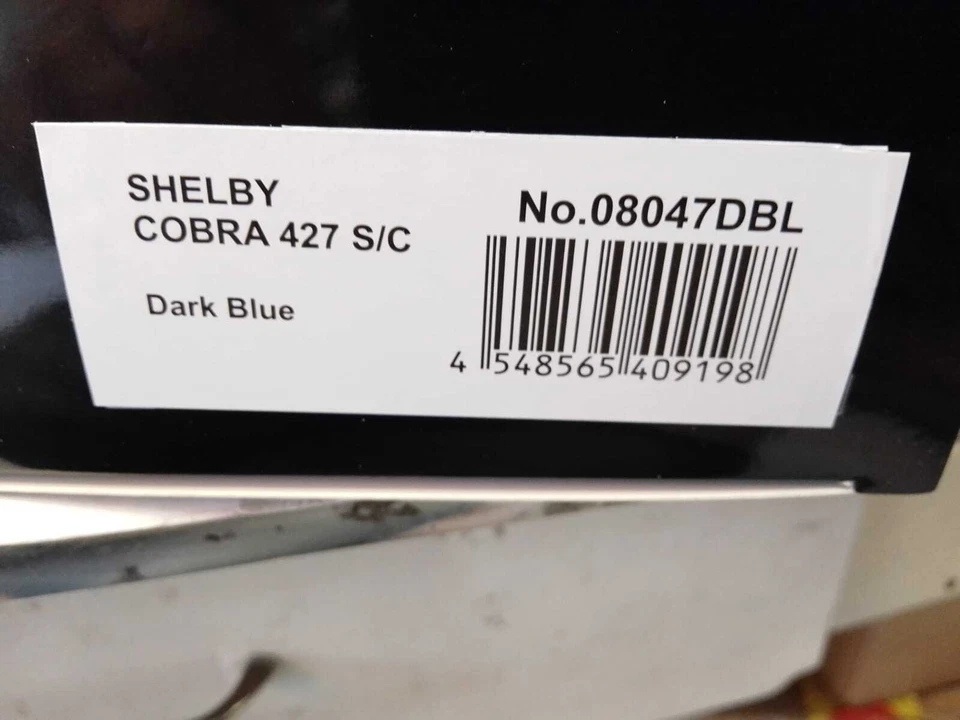 SHELBY
COBRA 427 S/C
Dark Blue
No.08047DBL
4 548565 409198